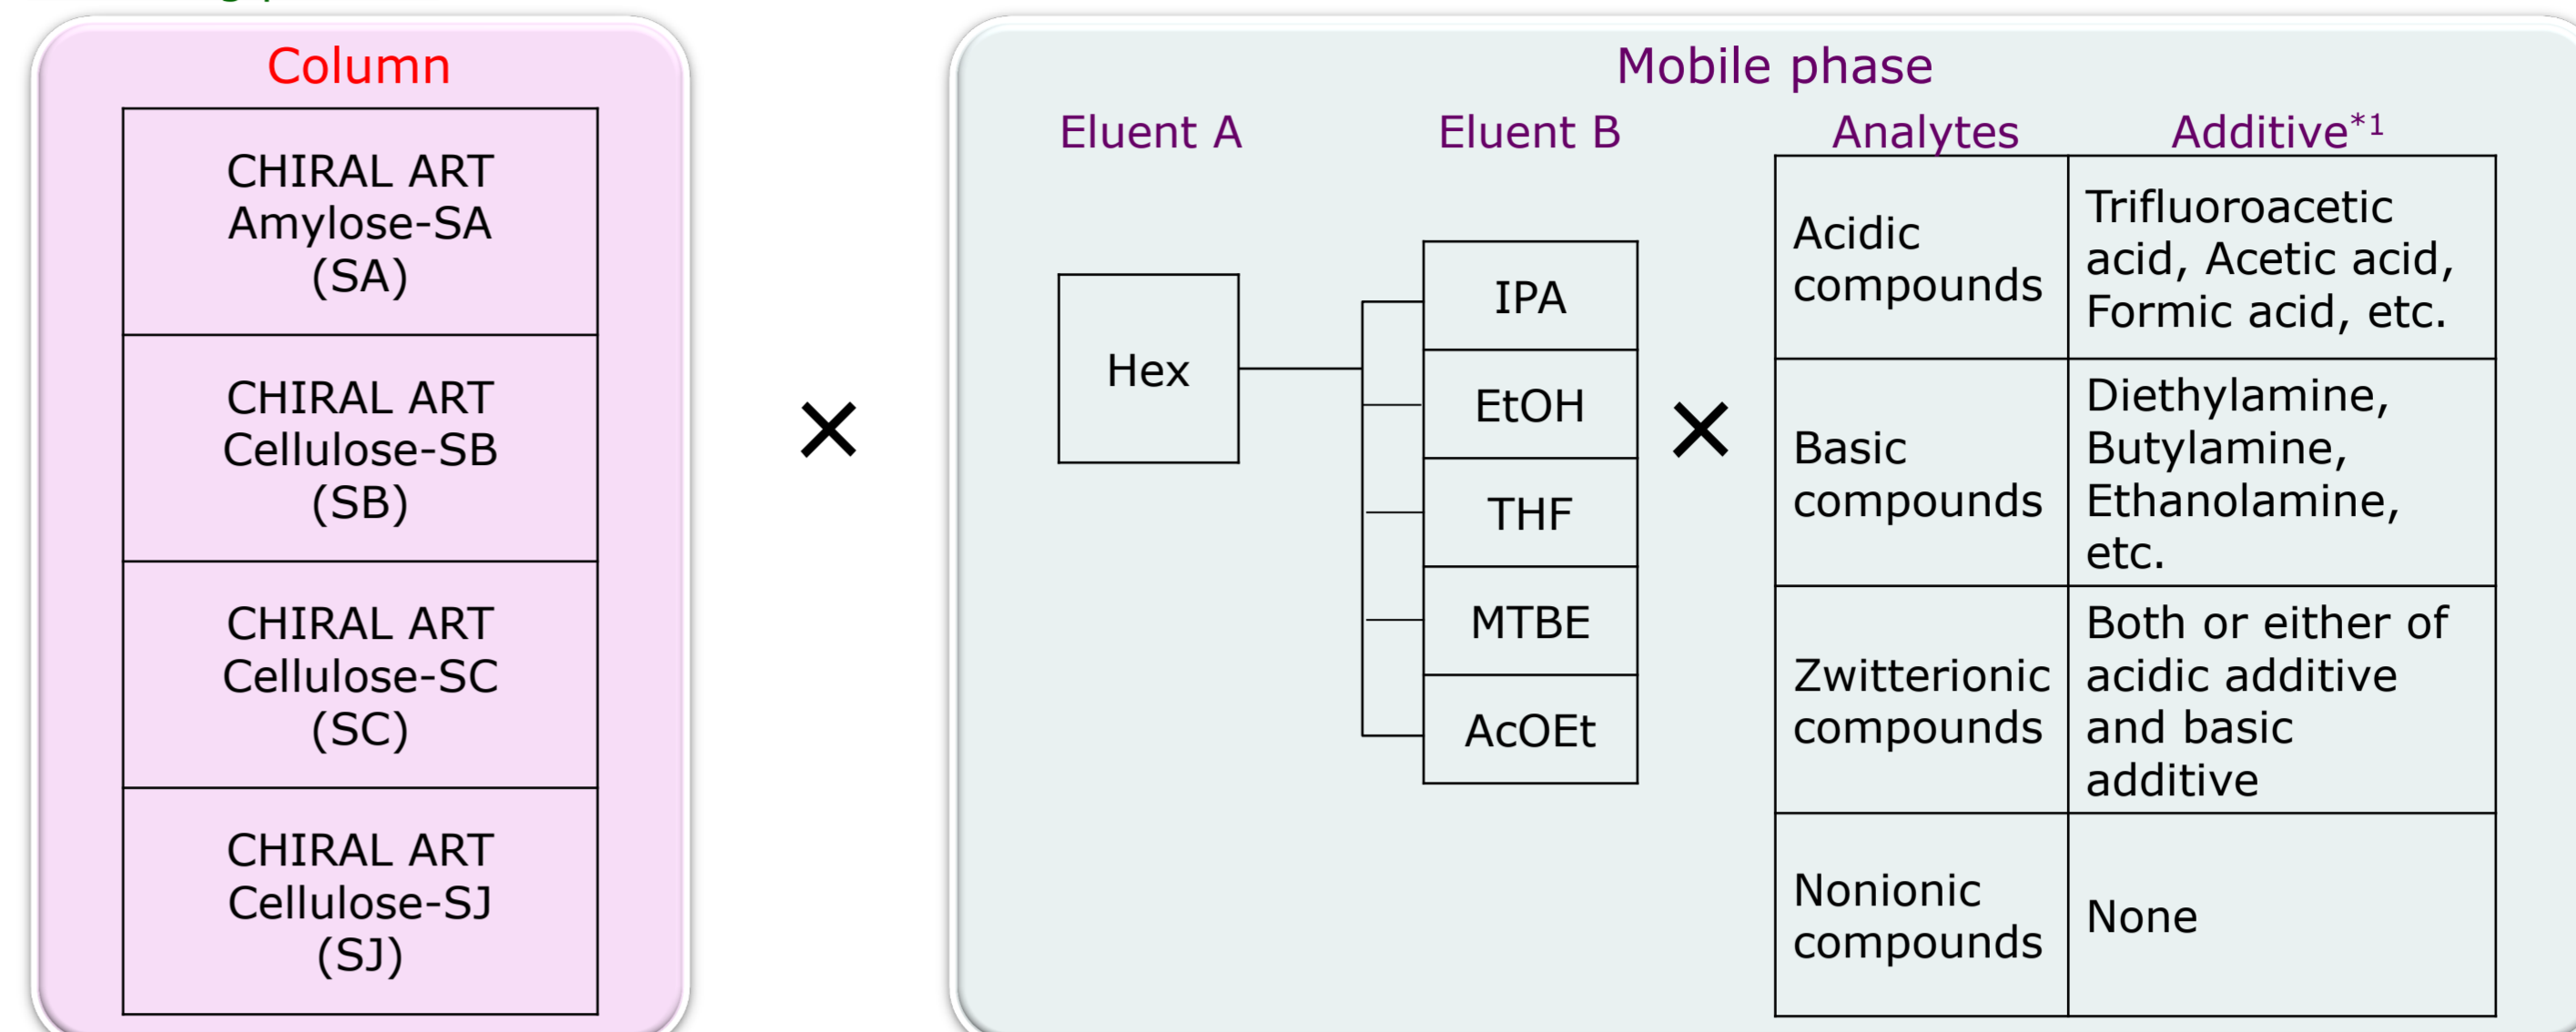 Column
CHIRAL ART
Amylose-SA
(SA)
CHIRAL ART
Cellulose-SB
(SB)
CHIRAL ART
Cellulose-SC
(SC)
CHIRAL ART
Cellulose-SJ
(SJ)
×
Mobile phase
Eluent A
Eluent B
Analytes
Additive*1
Hex
IPA
EtOH
THF
MTBE
AcOEt
×
Acidic
compounds
Trifluoroacetic
acid, Acetic acid,
Formic acid, etc.
Basic
compounds
Diethylamine,
Butylamine,
Ethanolamine,
etc.
Zwitterionic
compounds
Both or either of
acidic additive
and basic
additive
Nonionic
compounds
None